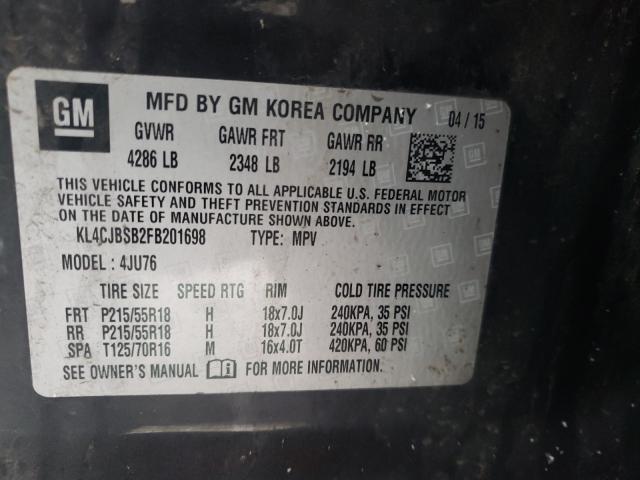 GM MFD BY GM KOREA COMPANY 04 / 15
GVWR GAWR FRT GAWR RR
4286 LB 2348 LB 2194 LB
THIS VEHICLE CONFORMS TO ALL APPLICABLE U.S. FEDERAL MOTOR
VEHICLE SAFETY AND THEFT PREVENTION STANDARDS IN EFFECT
ON THE DATE OF MANUFACTURE SHOWN ABOVE.
KL4CJBSB2FB201698 TYPE: MPV
MODEL : 4JU76
TIRE SIZE SPEED RTG RIM COLD TIRE PRESSURE
FRT P215/55R18 H 18x7.0J 240KPA, 35 PSI
RR P215/55R18 H 18x7.0J 240KPA, 35 PSI
SPA T125/70R16 M 16x4.0T 420KPA, 60 PSI
SEE OWNER'S MANUAL FOR MORE INFORMATION.